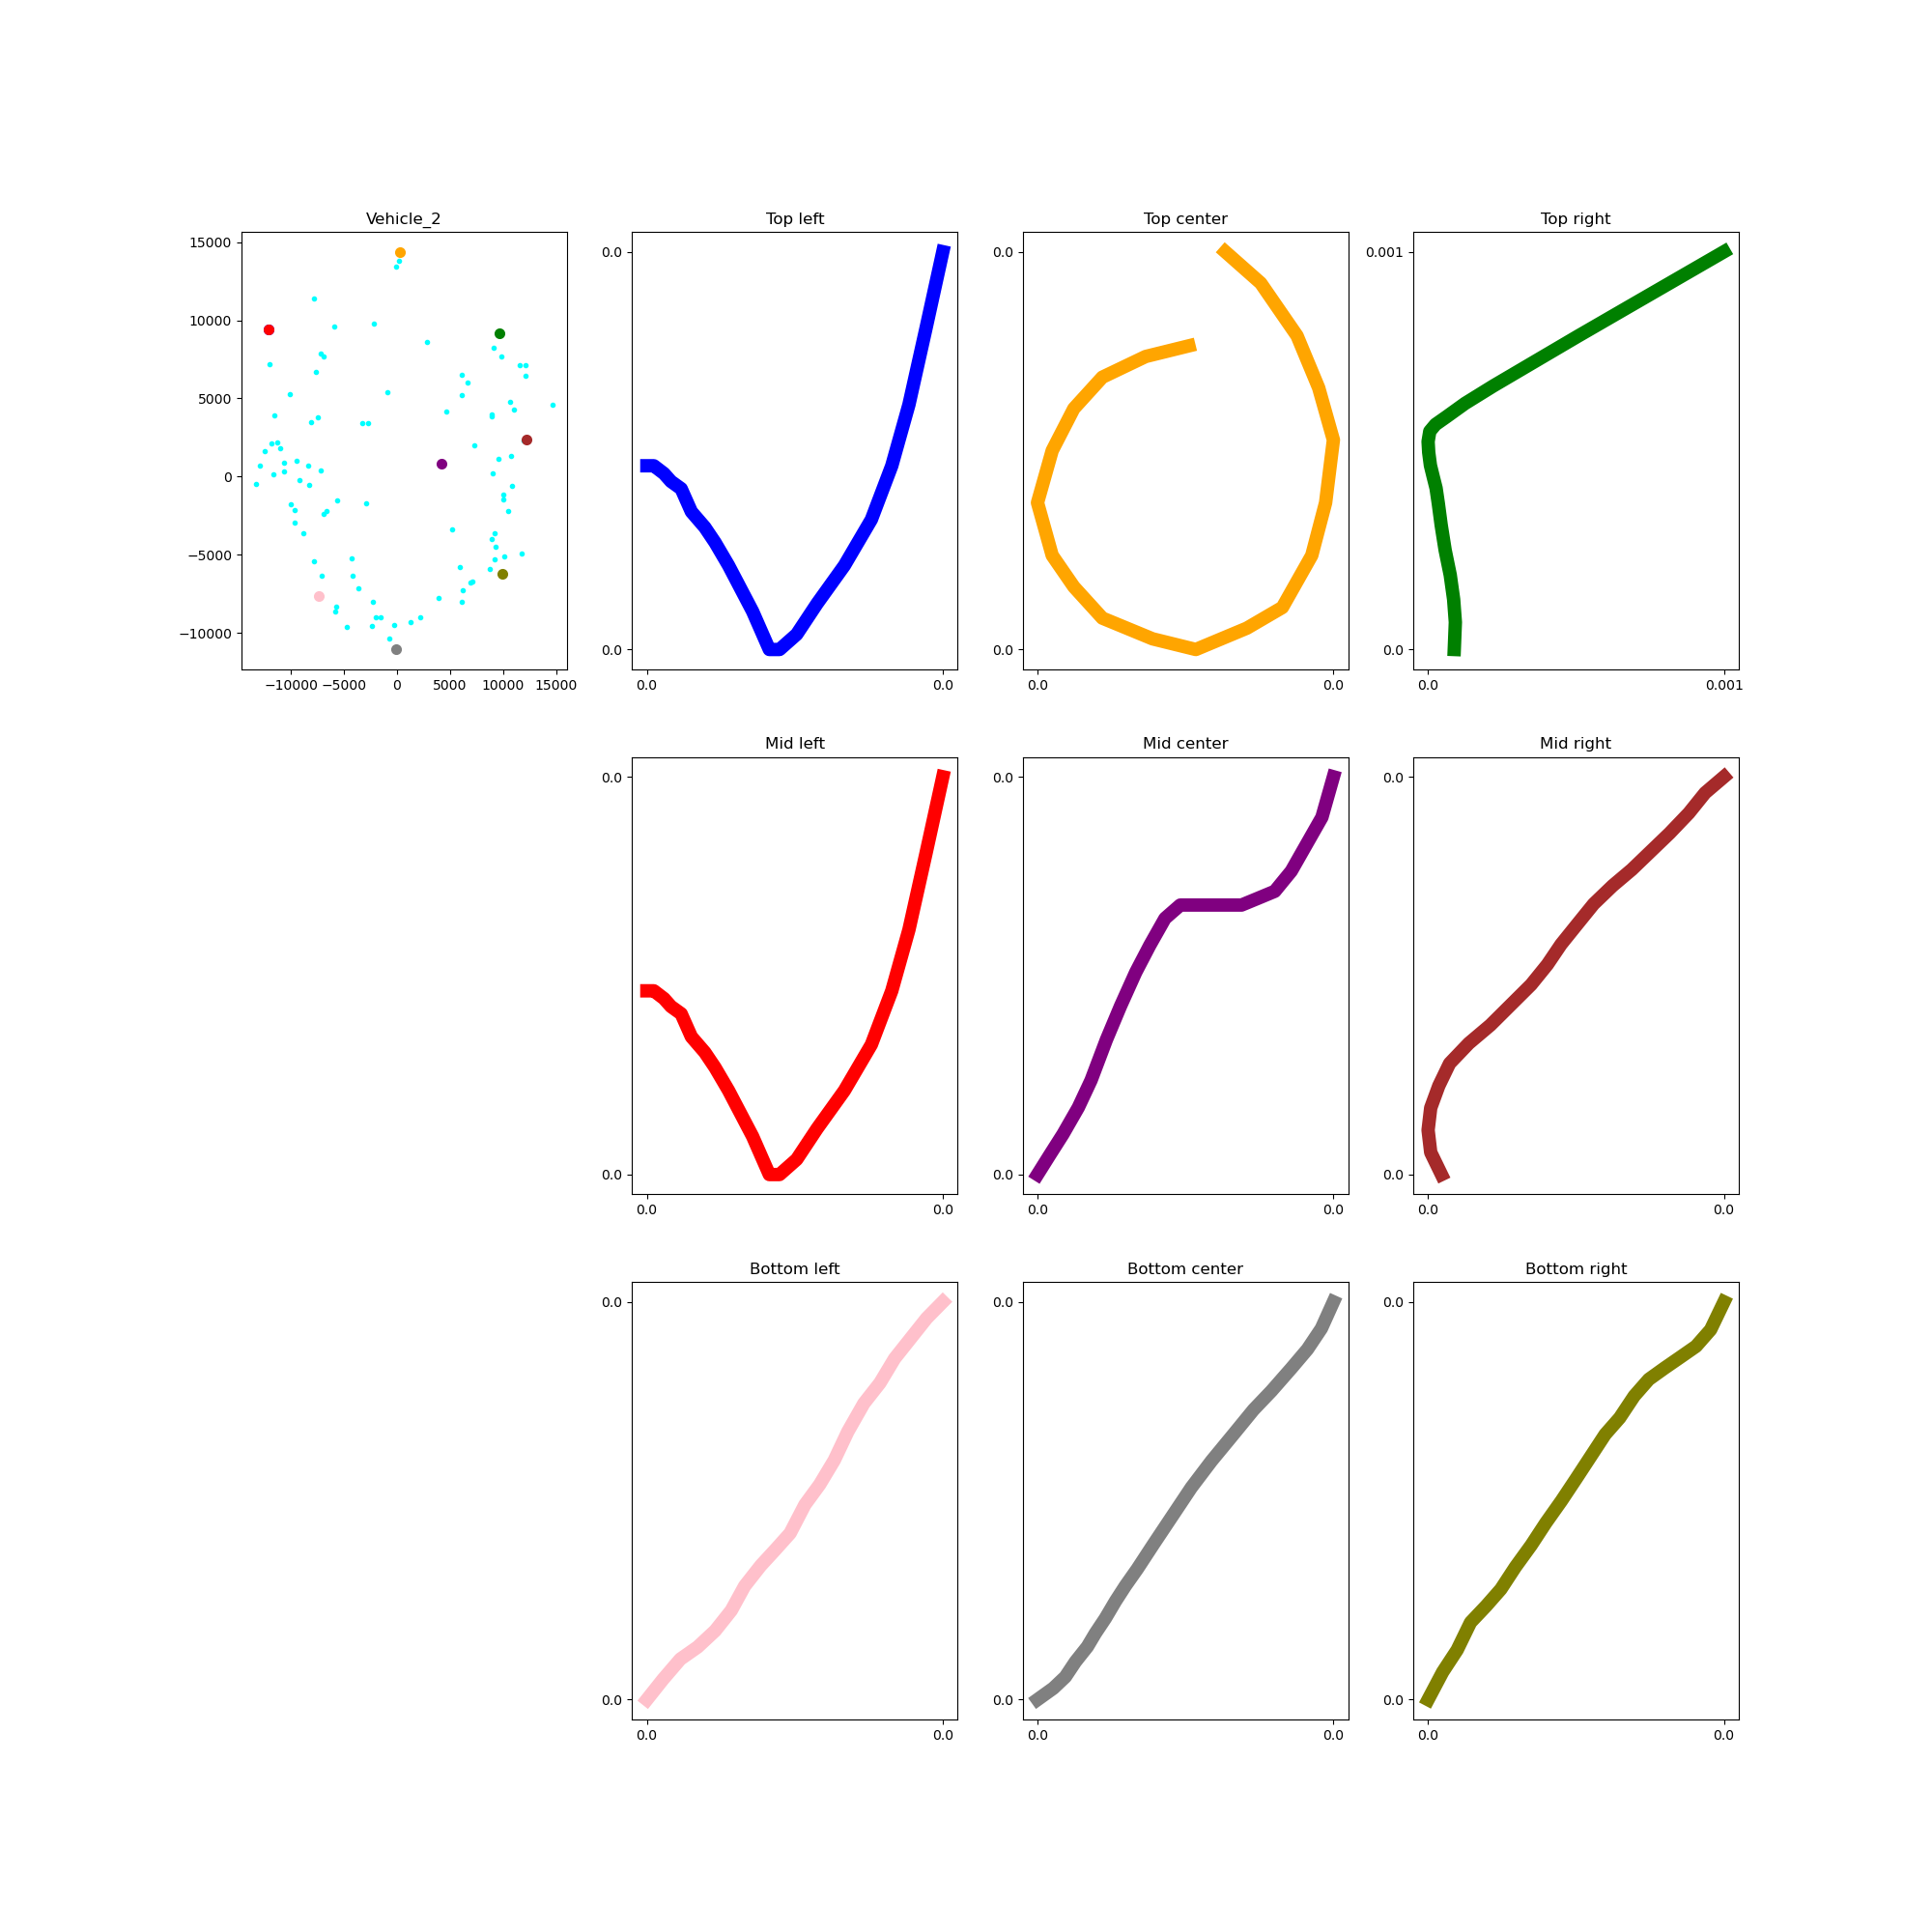 Vehicle_2 Top left Top center Top right
15000 0.0 0.0 0.001
10000
5000
0
−5000
−10000
0.0 0.0 0.0
−10000 −5000 0 5000 10000 15000 0.0 0.0 0.0 0.0 0.0 0.001
Mid left Mid center Mid right
0.0 0.0 0.0
0.0 0.0 0.0
0.0 0.0 0.0 0.0 0.0 0.0
Bottom left Bottom center Bottom right
0.0 0.0 0.0
0.0 0.0 0.0
0.0 0.0 0.0 0.0 0.0 0.0